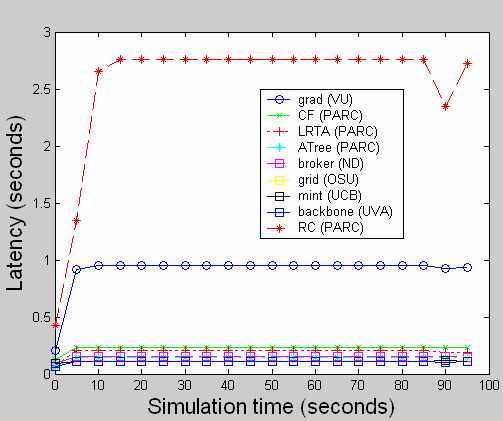 3
2.5
2
1.5
1
0.5
0
Latency (seconds)
grad (VU)
CF (PARC)
LRTA (PARC)
ATree (PARC)
broker (ND)
grid (OSU)
mint (UCB)
backbone (UVA)
RC (PARC)
0 10 20 30 40 50 60 70 80 90 100
Simulation time (seconds)